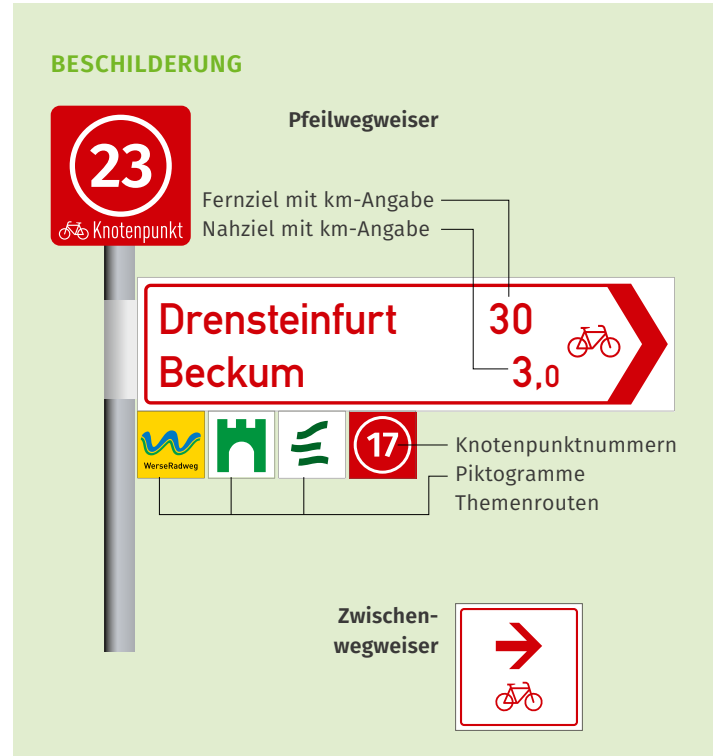 BESCHILDERUNG
Pfeilwegweiser
23
Knotenpunkt
Fernziel mit km-Angabe
Nahziel mit km-Angabe
Drensteinfurt 30
Beckum 3,0
WerseRadweg
17
Knotenpunktnummern
Piktogramme
Themenrouten
Zwischen-
wegweiser